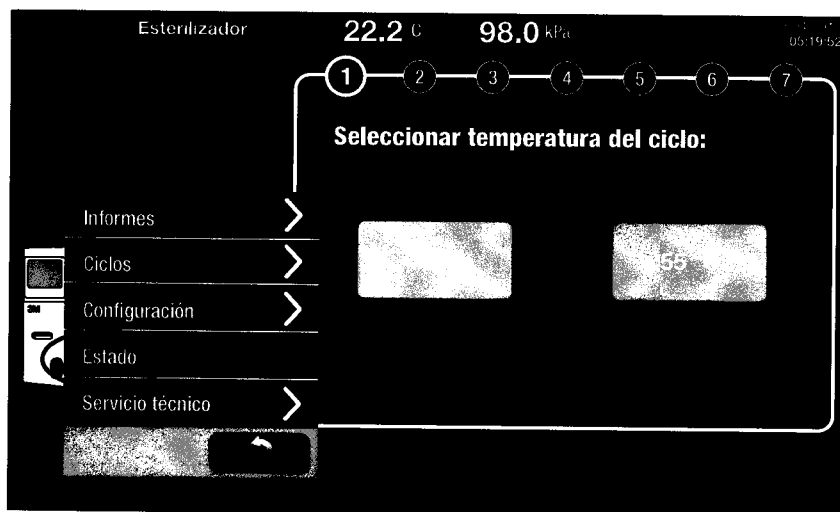 Esterilizador
22.2 C
98.0 kPa
05:19:52
1 2 3 4 5 6 7
Seleccionar temperatura del ciclo:
55
Informes
Ciclos
Configuración
Estado
Servicio técnico
3M